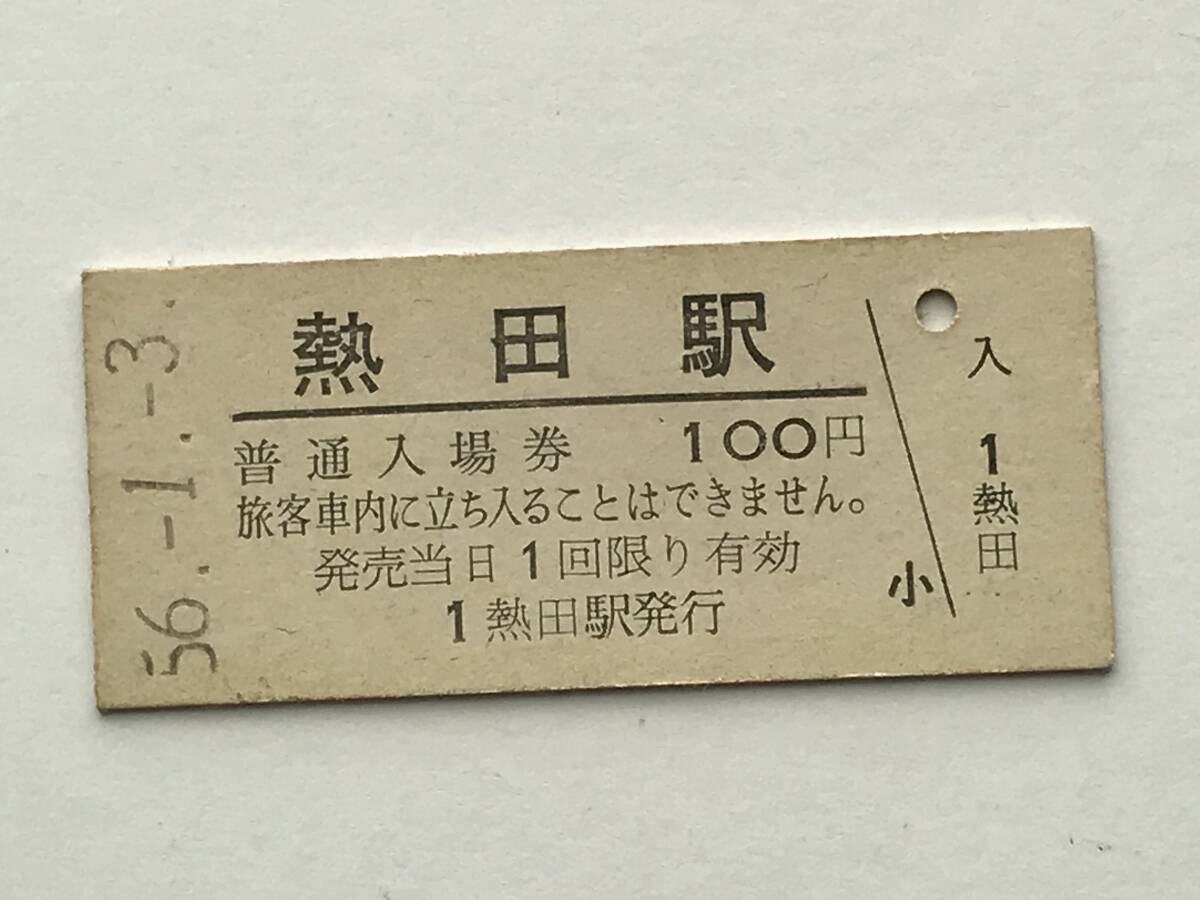 56.-1.-3.
熱田駅
普通入場券 100円
旅客車内に立ち入ることはできません。
発売当日1回限り有効
1熱田駅発行
小
入
1
熱田